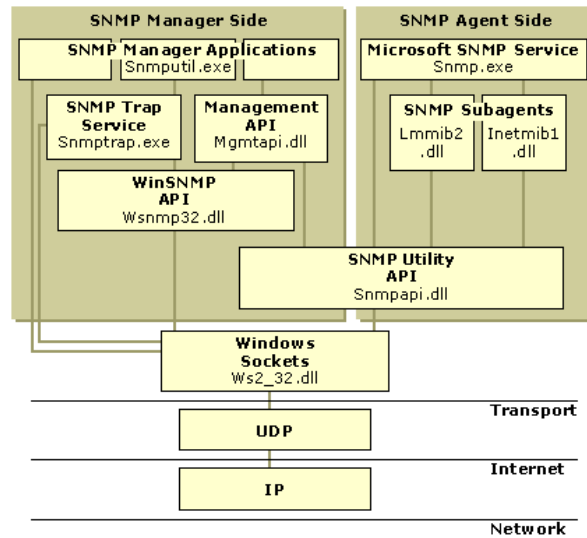 SNMP Manager Side
SNMP Agent Side
SNMP Manager Applications
Snmputil.exe
Microsoft SNMP Service
Snmp.exe
SNMP Trap
Service
Snmptrap.exe
Management
API
Mgmtapi.dll
SNMP Subagents
Lmmib2
.dll
Inetmib1
.dll
WinSNMP
API
Wsnmp32.dll
SNMP Utility
API
Snmpapi.dll
Windows
Sockets
Ws2_32.dll
Transport
UDP
Internet
IP
Network